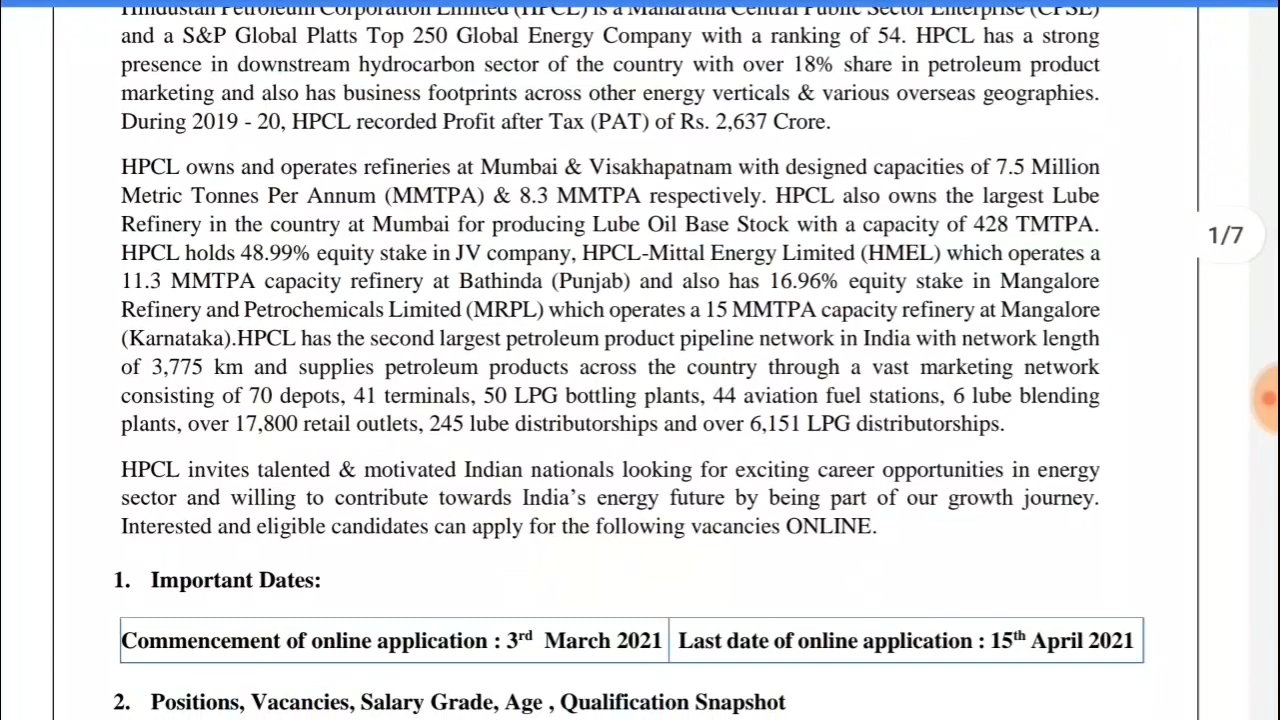 Hindustan Petroleum Corporation Limited (HPCL) is a Maharatna Central Public Sector Enterprise (CPSE)
and a S&P Global Platts Top 250 Global Energy Company with a ranking of 54. HPCL has a strong
presence in downstream hydrocarbon sector of the country with over 18% share in petroleum product
marketing and also has business footprints across other energy verticals & various overseas geographies.
During 2019 - 20, HPCL recorded Profit after Tax (PAT) of Rs. 2,637 Crore.
HPCL owns and operates refineries at Mumbai & Visakhapatnam with designed capacities of 7.5 Million
Metric Tonnes Per Annum (MMTPA) & 8.3 MMTPA respectively. HPCL also owns the largest Lube
Refinery in the country at Mumbai for producing Lube Oil Base Stock with a capacity of 428 TMTPA.
HPCL holds 48.99% equity stake in JV company, HPCL-Mittal Energy Limited (HMEL) which operates a
11.3 MMTPA capacity refinery at Bathinda (Punjab) and also has 16.96% equity stake in Mangalore
Refinery and Petrochemicals Limited (MRPL) which operates a 15 MMTPA capacity refinery at Mangalore
(Karnataka).HPCL has the second largest petroleum product pipeline network in India with network length
of 3,775 km and supplies petroleum products across the country through a vast marketing network
consisting of 70 depots, 41 terminals, 50 LPG bottling plants, 44 aviation fuel stations, 6 lube blending
plants, over 17,800 retail outlets, 245 lube distributorships and over 6,151 LPG distributorships.
HPCL invites talented & motivated Indian nationals looking for exciting career opportunities in energy
sector and willing to contribute towards India's energy future by being part of our growth journey.
Interested and eligible candidates can apply for the following vacancies ONLINE.
1. Important Dates:
Commencement of online application : 3rd March 2021 Last date of online application : 15th April 2021
2. Positions, Vacancies, Salary Grade, Age , Qualification Snapshot
1/7